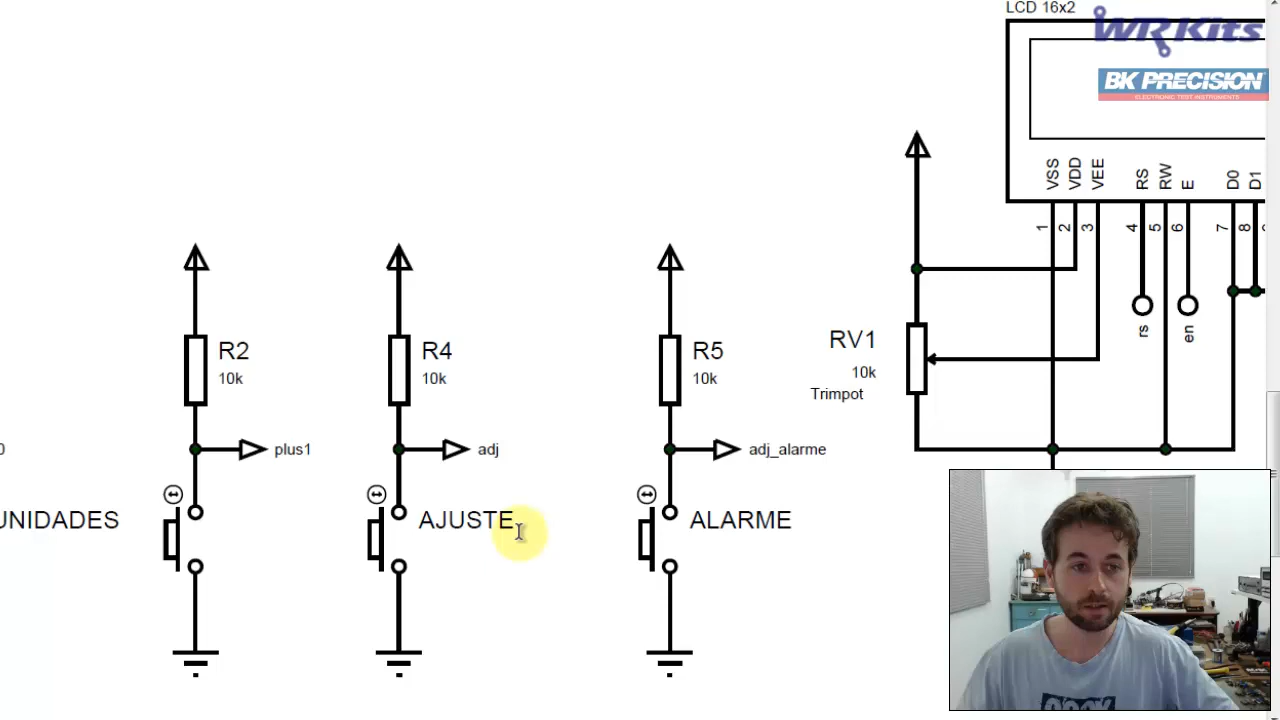 LCD 16x2
WRKits
BK PRECISION
ELECTRONIC TEST INSTRUMENTS
VSS
VDD
VEE
RS
RW
E
D0
D1
1
2
3
4
5
6
7
8
rs
en
R2
10k
R4
10k
R5
10k
RV1
10k
Trimpot
plus1
adj
adj_alarme
UNIDADES
AJUSTE
ALARME